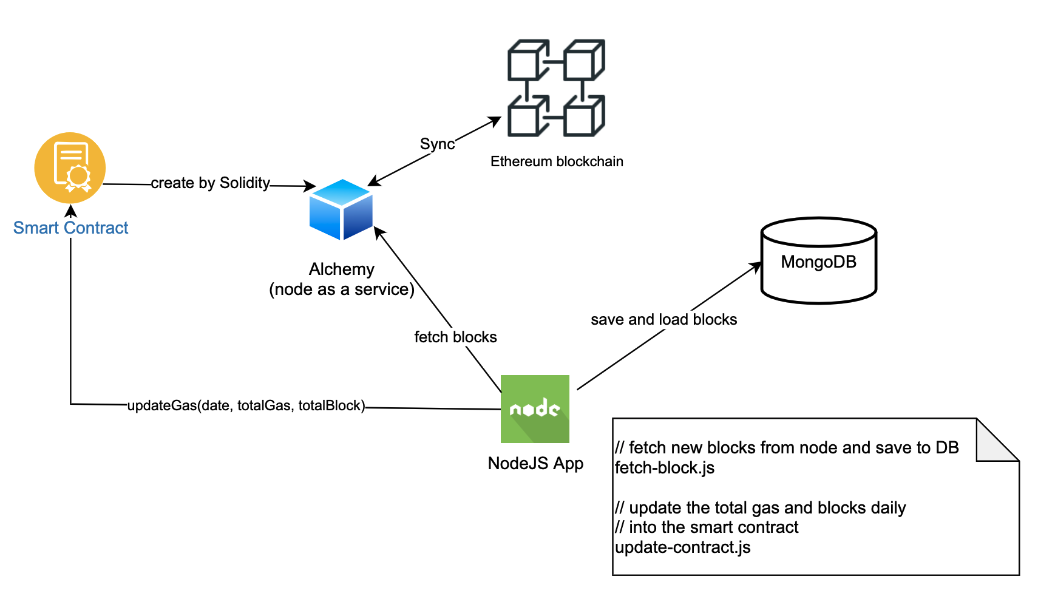 Sync
Ethereum blockchain
create by Solidity
Smart Contract
Alchemy
(node as a service)
MongoDB
save and load blocks
fetch blocks
updateGas(date, totalGas, totalBlock)
node
NodeJS App
// fetch new blocks from node and save to DB
fetch-block.js
// update the total gas and blocks daily
// into the smart contract
update-contract.js